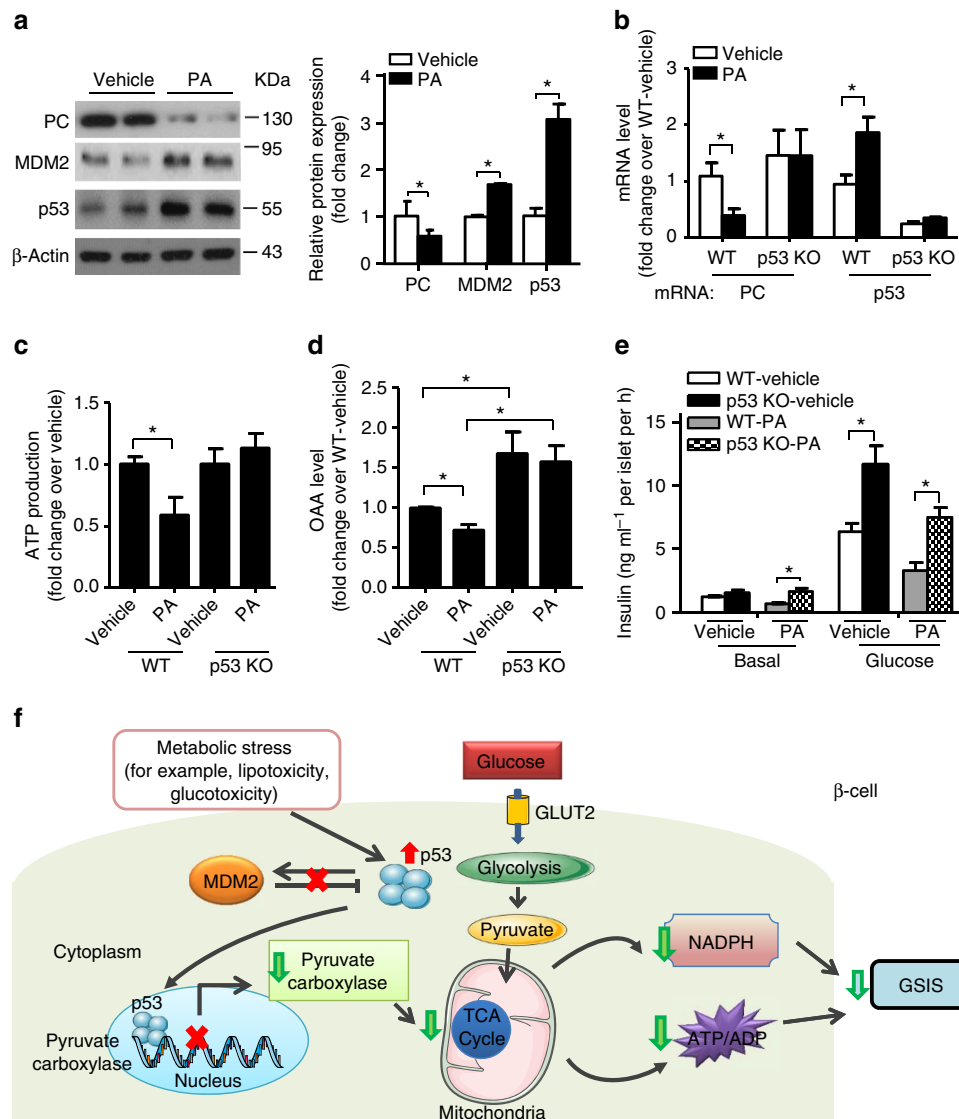 a
Vehicle PA KDa
PC
130
95
MDM2
p53
55
β-Actin
43
Relative protein expression
(fold change)
4
3
2
1
0
Vehicle
PA
*
*
*
PC MDM2 p53
b
mRNA level
(fold change over WT-vehicle)
3
2
1
0
Vehicle
PA
*
*
WT p53 KO WT p53 KO
mRNA: PC p53
c
ATP production
(fold change over vehicle)
1.5
1.0
0.5
0.0
*
Vehicle PA Vehicle PA
WT p53 KO
d
OAA level
(fold change over WT-vehicle)
2.5
2.0
1.5
1.0
0.5
0.0
*
*
*
Vehicle PA Vehicle PA
WT p53 KO
e
WT-vehicle
p53 KO-vehicle
WT-PA
p53 KO-PA
Insulin (ng ml⁻¹ per islet per h)
15
10
5
0
*
*
*
Vehicle PA Vehicle PA
Basal Glucose
f
Metabolic stress
(for example, lipotoxicity,
glucotoxicity)
Glucose
β-cell
GLUT2
p53
MDM2
Glycolysis
Pyruvate
Cytoplasm
Pyruvate
carboxylase
NADPH
GSIS
p53
TCA
Cycle
ATP/ADP
Pyruvate
carboxylase
Nucleus
Mitochondria